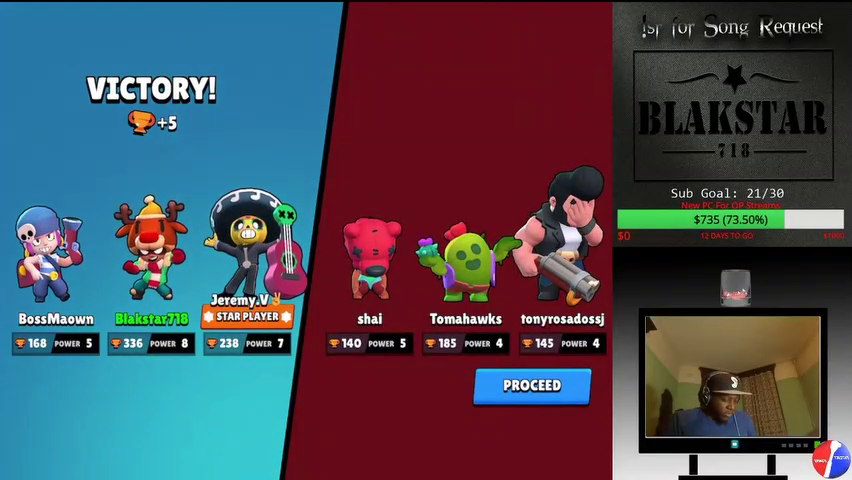 VICTORY!
+5
BossMaown
Blakstar718
Jeremy.V
STAR PLAYER
168 POWER 5
336 POWER 8
238 POWER 7
shai
Tomahawks
tonyrosadossj
140 POWER 5
185 POWER 4
145 POWER 4
PROCEED
!sr for Song Request
BLAKSTAR
718
Sub Goal: 21/30
New PC For OP Streams
$735 (73.50%)
$0
12 DAYS TO GO